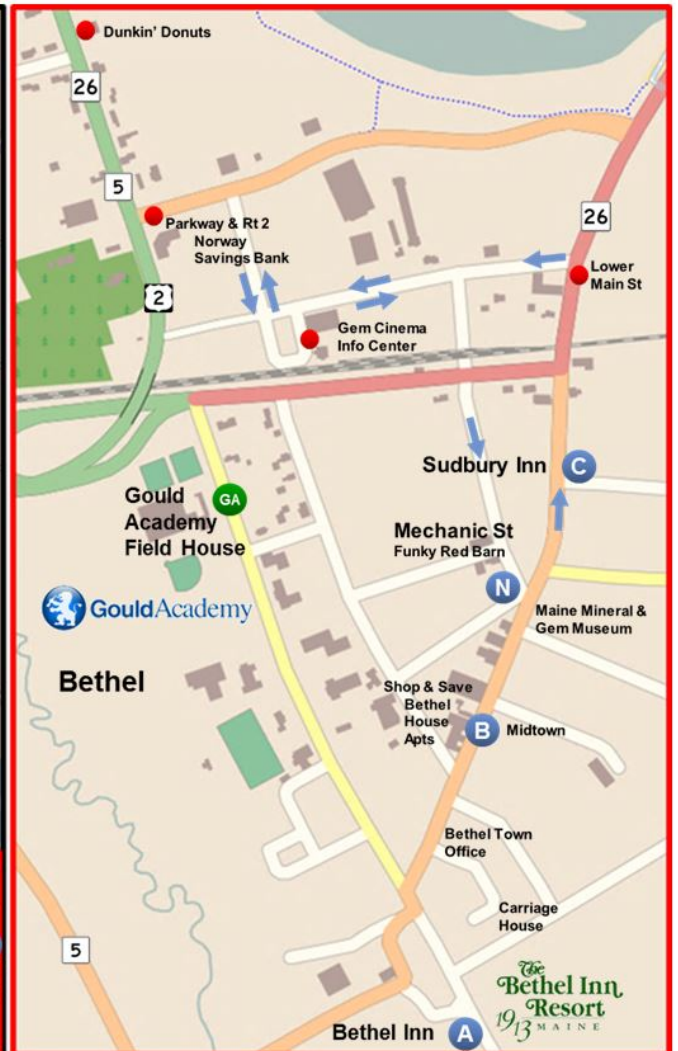 Dunkin' Donuts
26
5
Parkway & Rt 2
Norway
Savings Bank
26
2
Lower
Main St
Gem Cinema
Info Center
Sudbury Inn
C
Gould
Academy
Field House
GA
Mechanic St
Funky Red Barn
N
GouldAcademy
Maine Mineral &
Gem Museum
Bethel
Shop & Save
Bethel
House
Apts
B
Midtown
Bethel Town
Office
Carriage
House
5
The
Bethel Inn
Resort
1913 MAINE
Bethel Inn
A